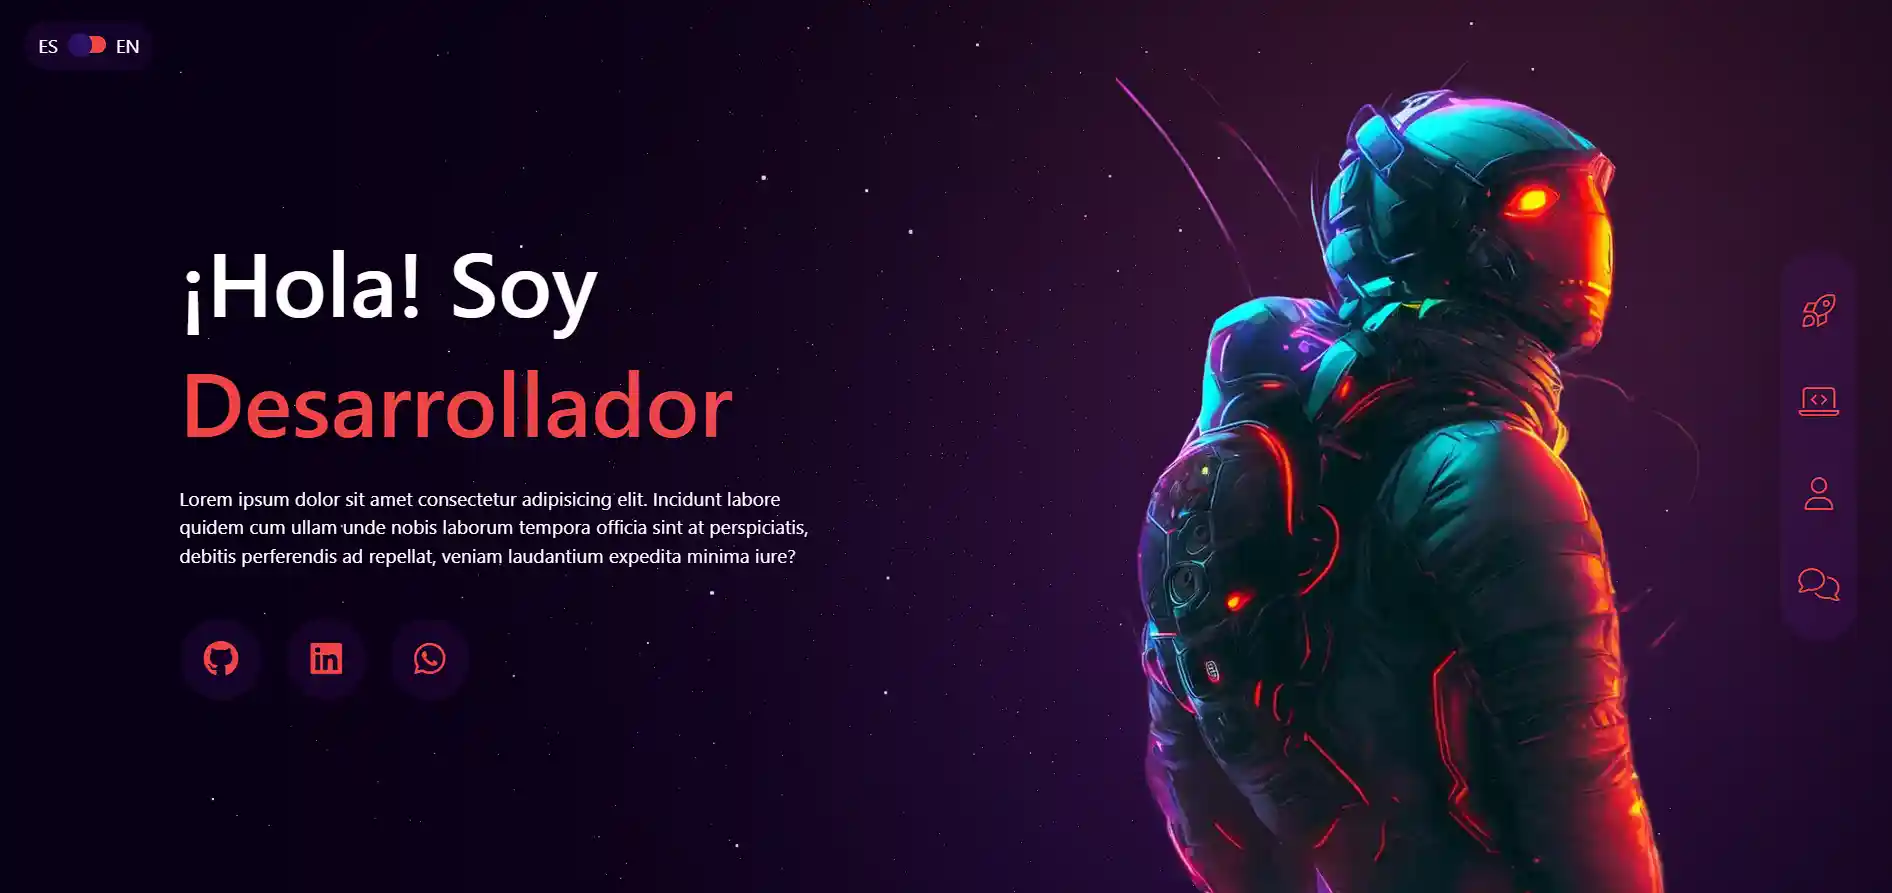 ES EN
¡Hola! Soy
Desarrollador
Lorem ipsum dolor sit amet consectetur adipisicing elit. Incidunt labore
quidem cum ullam unde nobis laborum tempora officia sint at perspiciatis,
debitis perferendis ad repellat, veniam laudantium expedita minima iure?